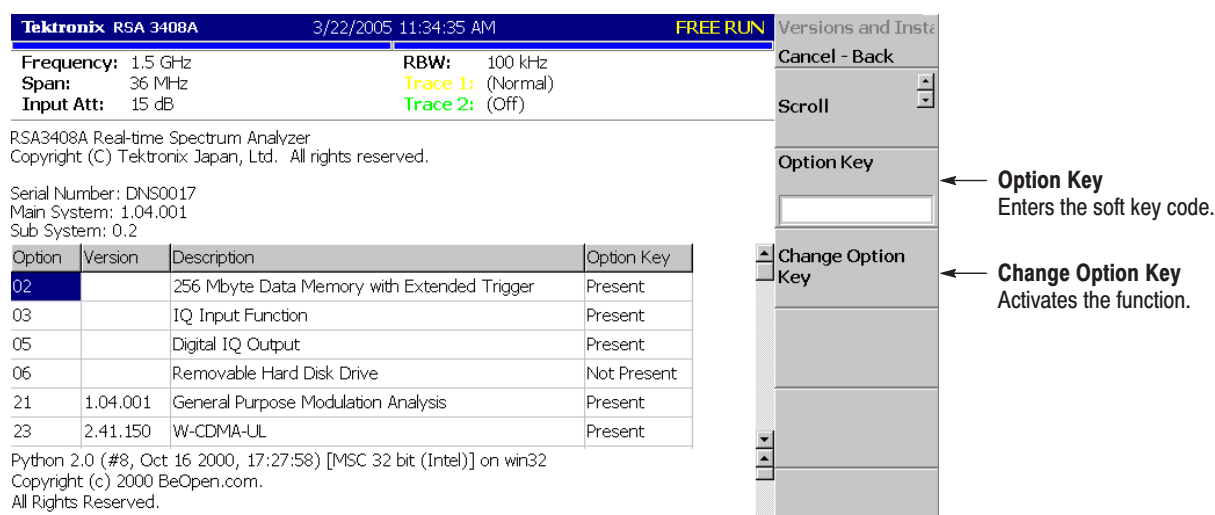 Tektronix RSA 3408A 3/22/2005 11:34:35 AM FREE RUN
Frequency: 1.5 GHz RBW: 100 kHz
Span: 36 MHz Trace 1: (Normal)
Input Att: 15 dB Trace 2: (Off)
RSA3408A Real-time Spectrum Analyzer
Copyright (C) Tektronix Japan, Ltd. All rights reserved.
Serial Number: DNS0017
Main System: 1.04.001
Sub System: 0.2
Option Version Description Option Key
02 256 Mbyte Data Memory with Extended Trigger Present
03 IQ Input Function Present
05 Digital IQ Output Present
06 Removable Hard Disk Drive Not Present
21 1.04.001 General Purpose Modulation Analysis Present
23 2.41.150 W-CDMA-UL Present
Python 2.0 (#8, Oct 16 2000, 17:27:58) [MSC 32 bit (Intel)] on win32
Copyright (c) 2000 BeOpen.com.
All Rights Reserved.
Versions and Insta
Cancel - Back
Scroll
Option Key
Change Option
Key
Option Key
Enters the soft key code.
Change Option Key
Activates the function.